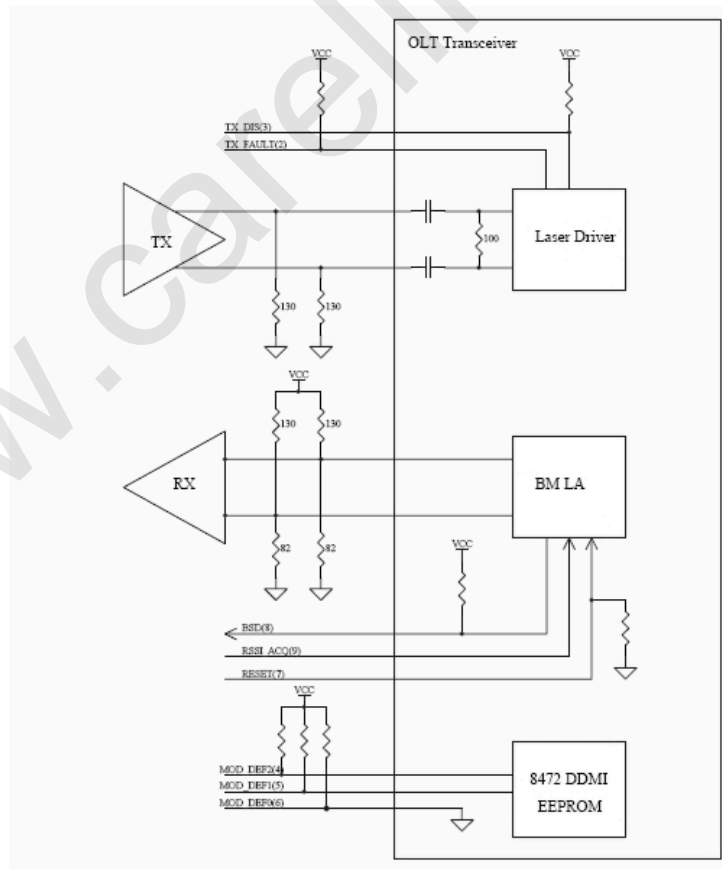 OLT Transceiver
VCC
VCC
TX_DIS(3)
TX_FAULT(2)
TX
100
Laser Driver
130
130
VCC
130
130
RX
BM LA
82
82
VCC
BSD(8)
RSSI_ACQ(9)
RESET(7)
VCC
MOD_DEF2(4)
MOD_DEF1(5)
MOD_DEF0(6)
8472 DDMI
EEPROM
w.careli